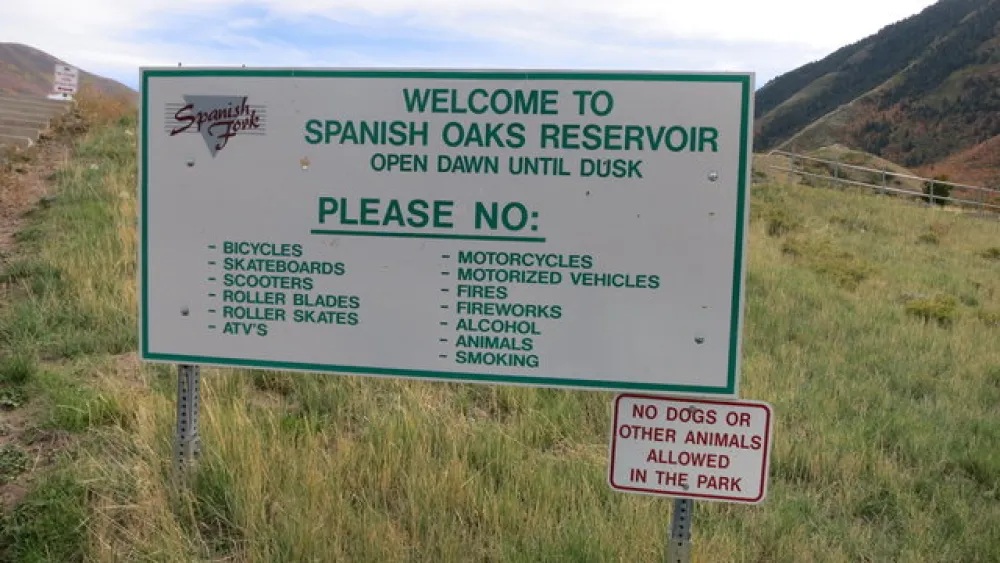 Spanish
Fork
WELCOME TO
SPANISH OAKS RESERVOIR
OPEN DAWN UNTIL DUSK
PLEASE NO:
- BICYCLES
- SKATEBOARDS
- SCOOTERS
- ROLLER BLADES
- ROLLER SKATES
- ATV'S
- MOTORCYCLES
- MOTORIZED VEHICLES
- FIRES
- FIREWORKS
- ALCOHOL
- ANIMALS
- SMOKING
NO DOGS OR
OTHER ANIMALS
ALLOWED
IN THE PARK